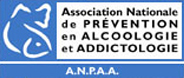 Association Nationale
de PRÉVENTION
en ALCOOLOGIE
et ADDICTOLOGIE
A.N.P.A.A.